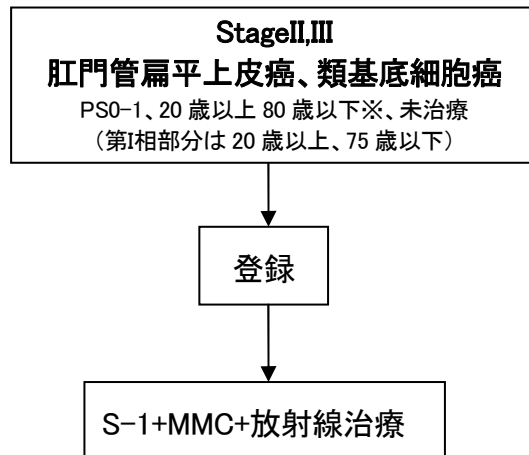 StageII,III
肛門管扁平上皮癌、類基底細胞癌
PS0-1、20 歳以上 80 歳以下※、未治療
（第I相部分は 20 歳以上、75 歳以下）
登録
S-1+MMC+放射線治療